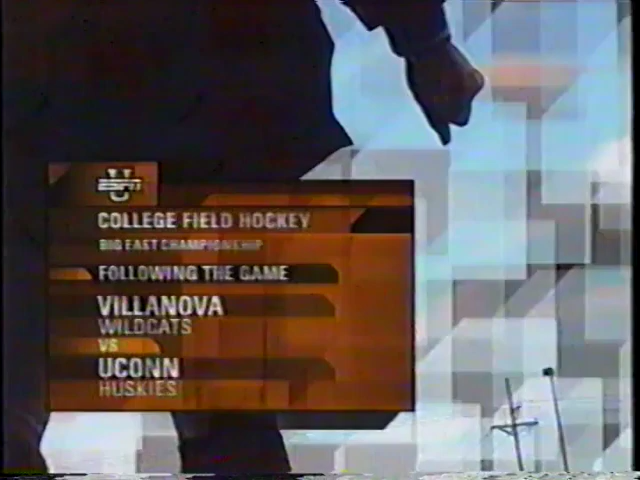 ESPN
U
COLLEGE FIELD HOCKEY
BIG EAST CHAMPIONSHIP
FOLLOWING THE GAME
VILLANOVA
WILDCATS
VS
UCONN
HUSKIES